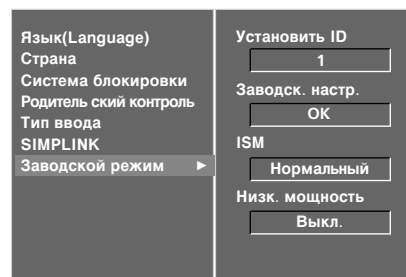 Язык(Language)
Страна
Система блокировки
Родитель ский контроль
Тип ввода
SIMPLINK
Заводской режим ►
Установить ID
1
Заводск. настр.
OK
ISM
Нормальный
Низк. мощность
Выкл.